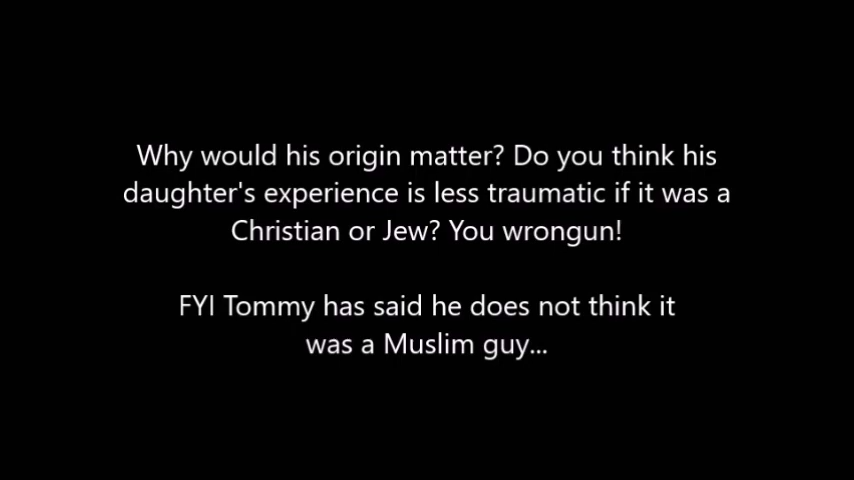 Why would his origin matter? Do you think his
daughter's experience is less traumatic if it was a
Christian or Jew? You wrongun!
FYI Tommy has said he does not think it
was a Muslim guy...